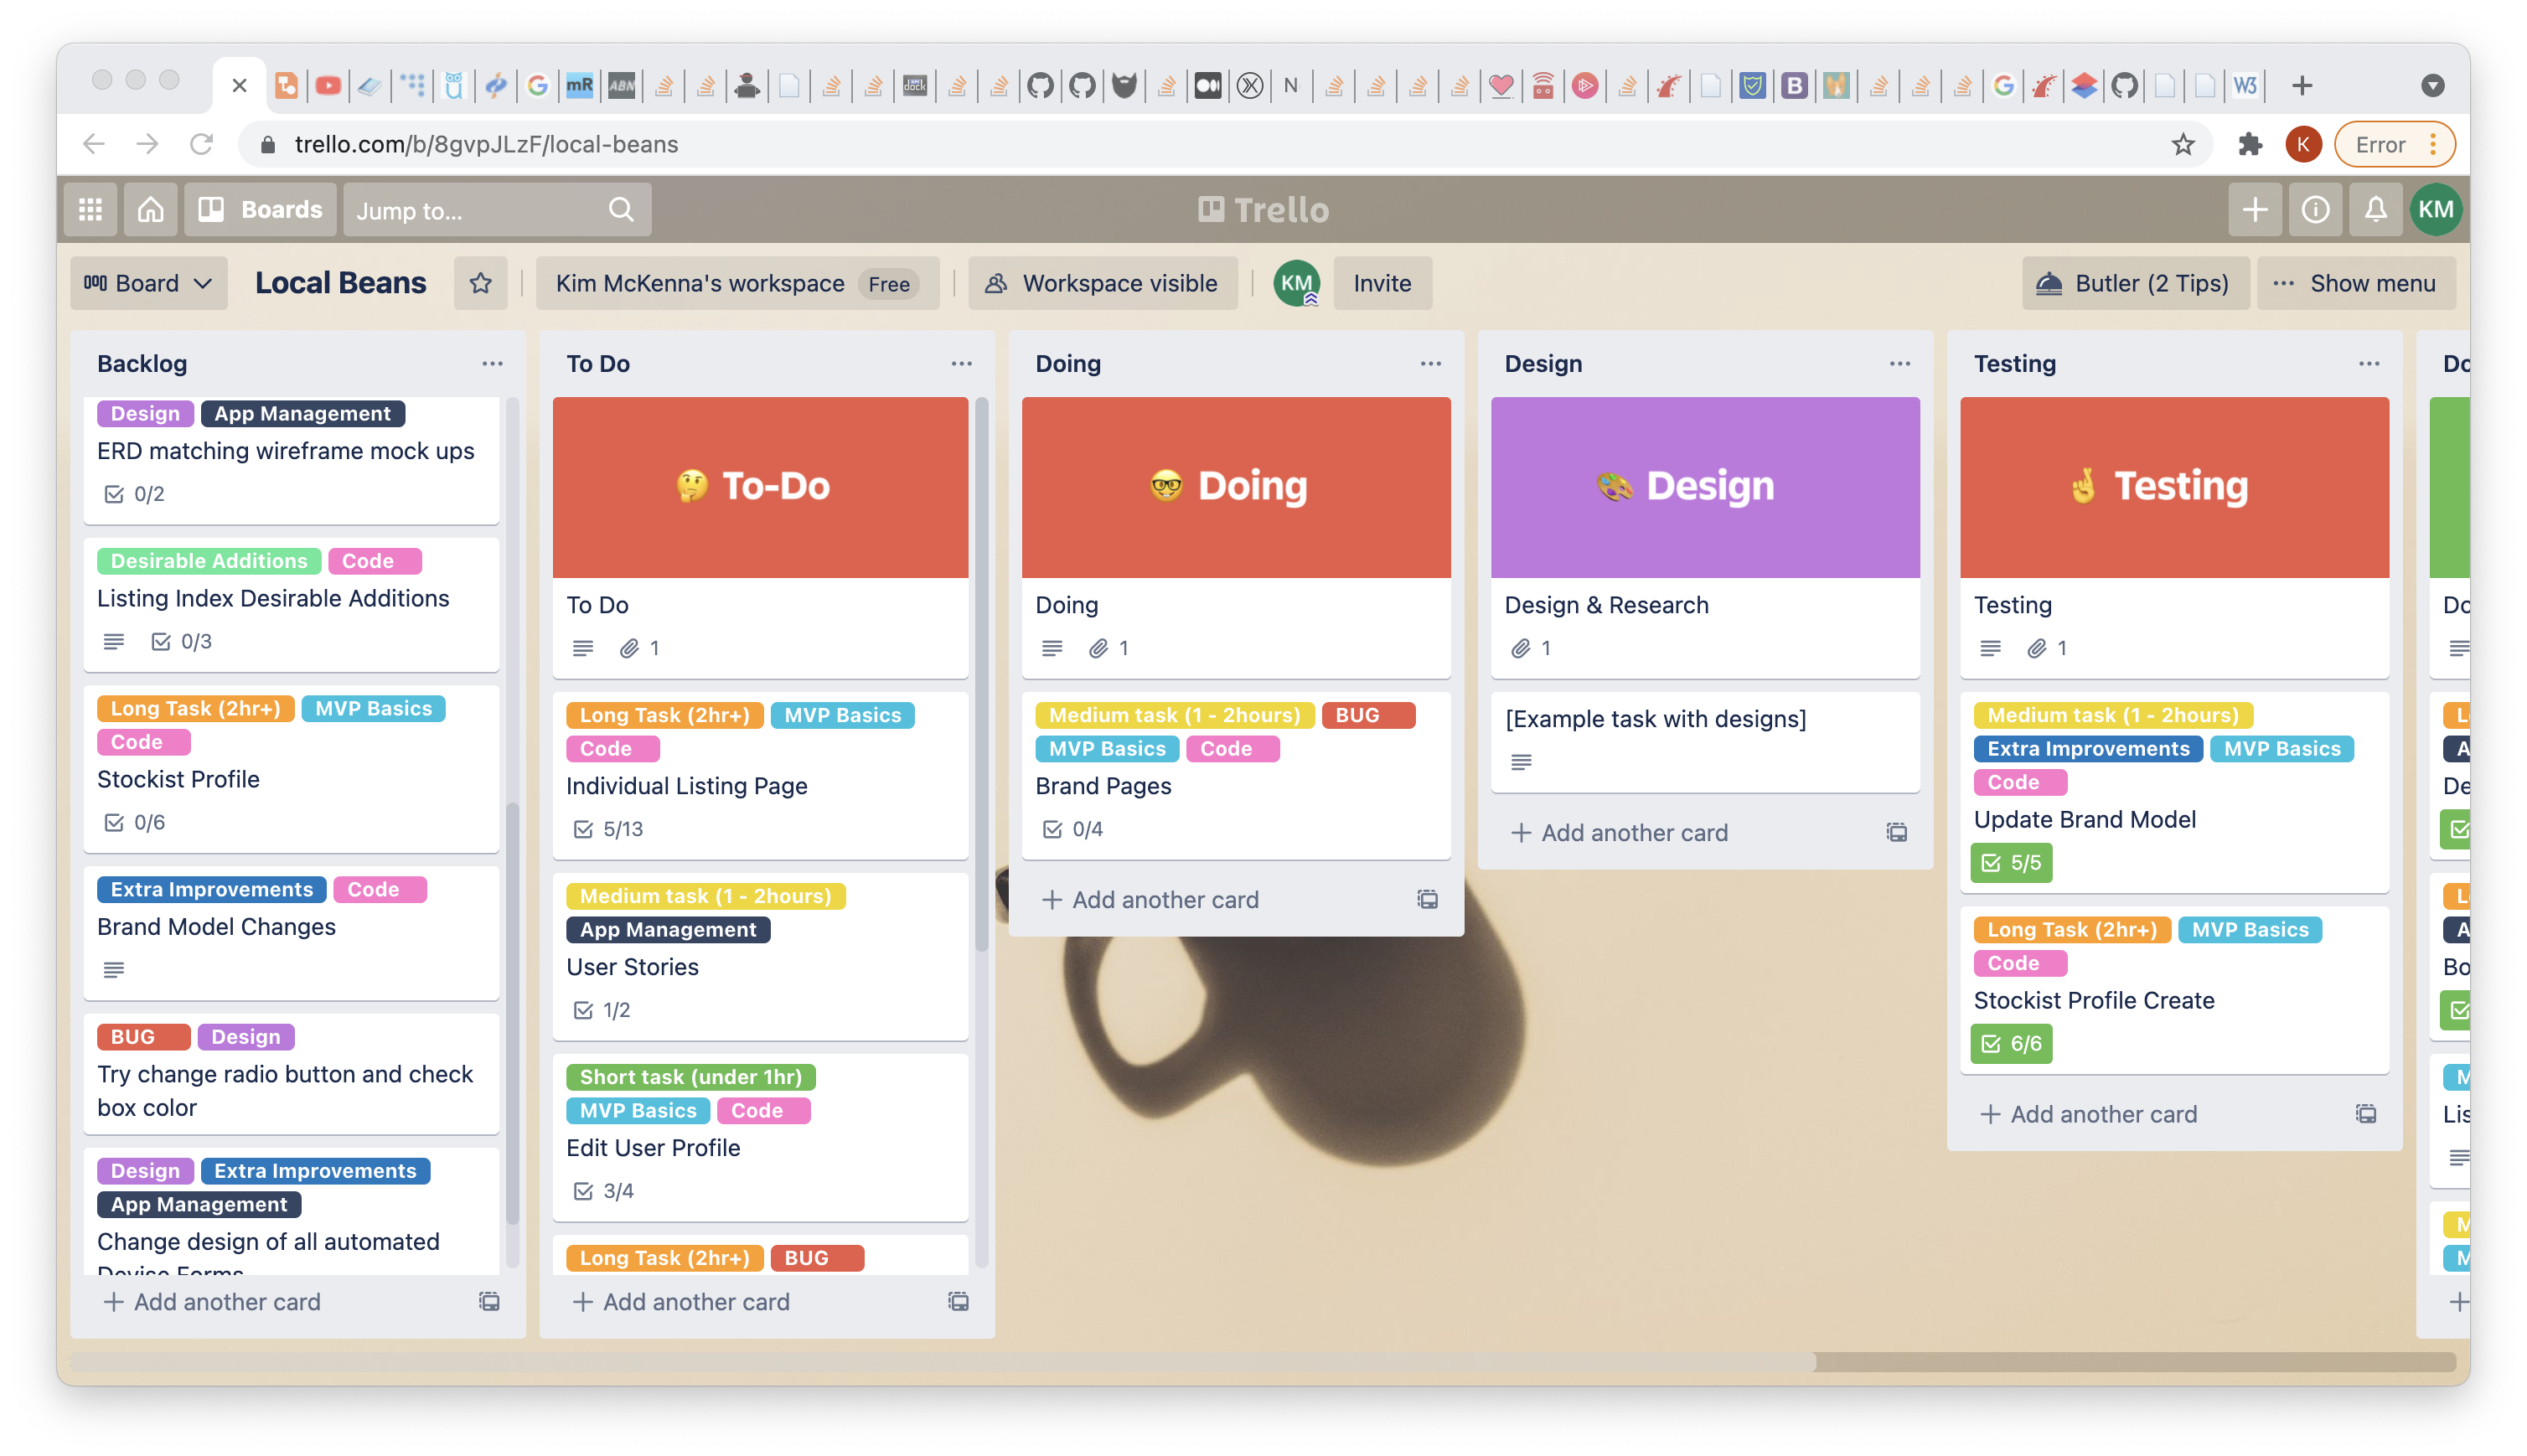 mR
ABN
dock
N
B
W3
trello.com/b/8gvpJLzF/local-beans
K
Error
Boards
Jump to...
Trello
KM
Board
Local Beans
Kim McKenna's workspace Free
Workspace visible
KM
Invite
Butler (2 Tips)
Show menu
Backlog
Design App Management
ERD matching wireframe mock ups
0/2
Desirable Additions Code
Listing Index Desirable Additions
0/3
Long Task (2hr+) MVP Basics
Code
Stockist Profile
0/6
Extra Improvements Code
Brand Model Changes
BUG Design
Try change radio button and check
box color
Design Extra Improvements
App Management
Change design of all automated
Devise Forms
+ Add another card
To Do
🤔 To-Do
To Do
1
Long Task (2hr+) MVP Basics
Code
Individual Listing Page
5/13
Medium task (1 - 2hours)
App Management
User Stories
1/2
Short task (under 1hr)
MVP Basics Code
Edit User Profile
3/4
Long Task (2hr+) BUG
+ Add another card
Doing
🤓 Doing
Doing
1
Medium task (1 - 2hours) BUG
MVP Basics Code
Brand Pages
0/4
+ Add another card
Design
🎨 Design
Design & Research
1
[Example task with designs]
+ Add another card
Testing
🤞 Testing
Testing
1
Medium task (1 - 2hours)
Extra Improvements MVP Basics
Code
Update Brand Model
5/5
Long Task (2hr+) MVP Basics
Code
Stockist Profile Create
6/6
+ Add another card
Do
Do
L
A
De
L
A
Bo
M
Lis
M
M
+